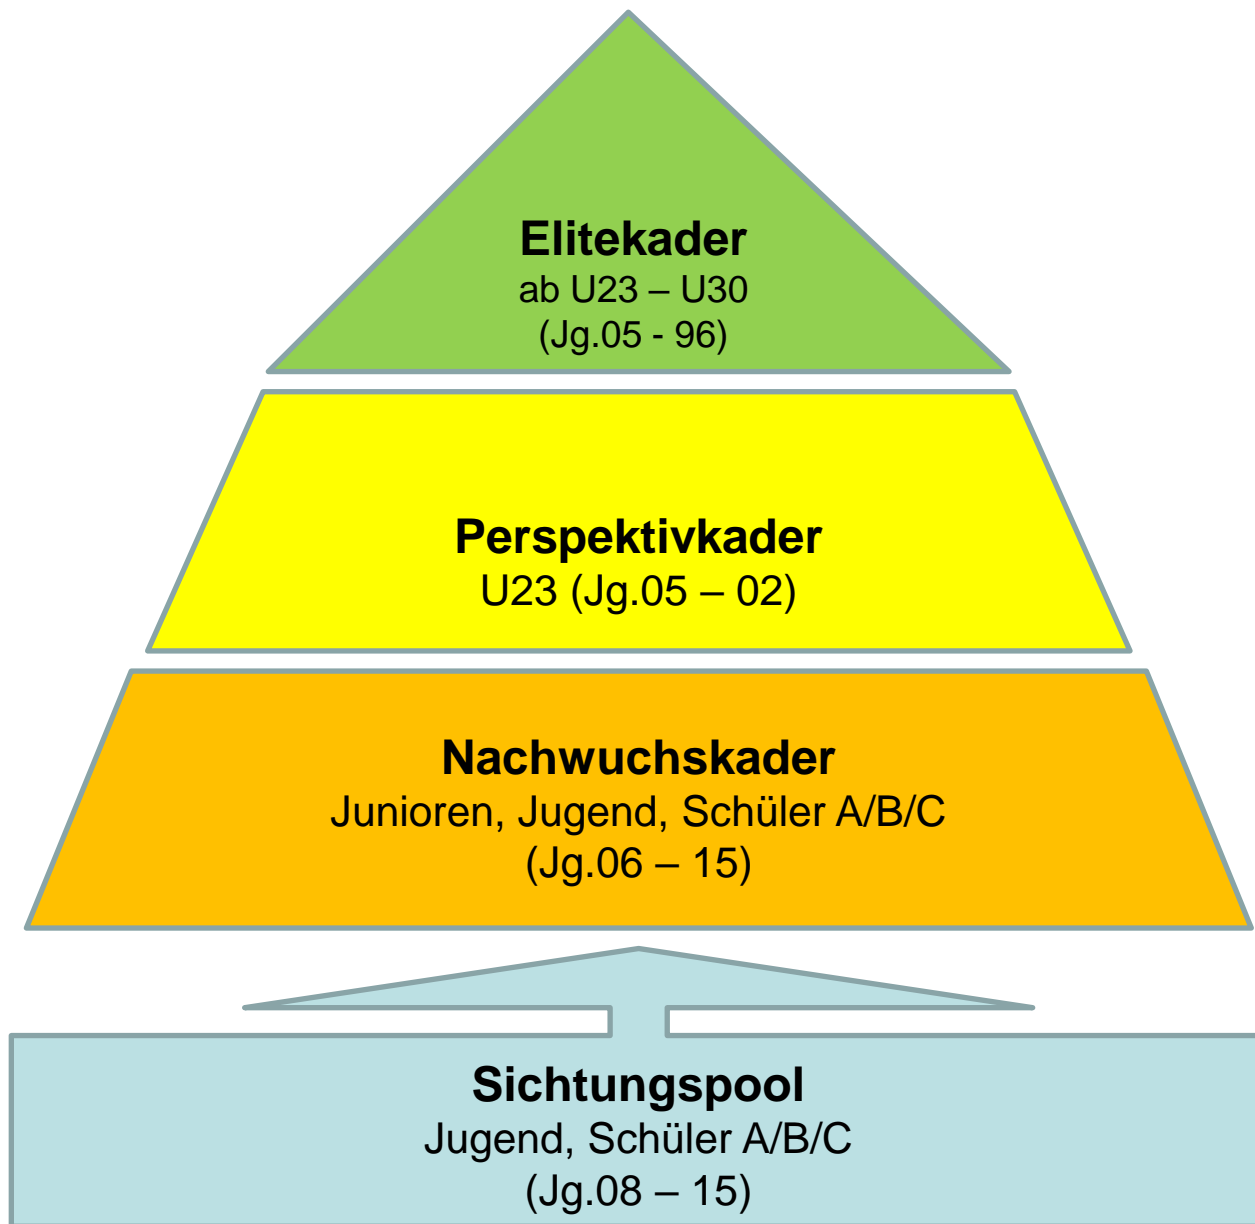 Elitekader
ab U23 – U30
(Jg.05 - 96)
Perspektivkader
U23 (Jg.05 – 02)
Nachwuchskader
Junioren, Jugend, Schüler A/B/C
(Jg.06 – 15)
Sichtungspool
Jugend, Schüler A/B/C
(Jg.08 – 15)